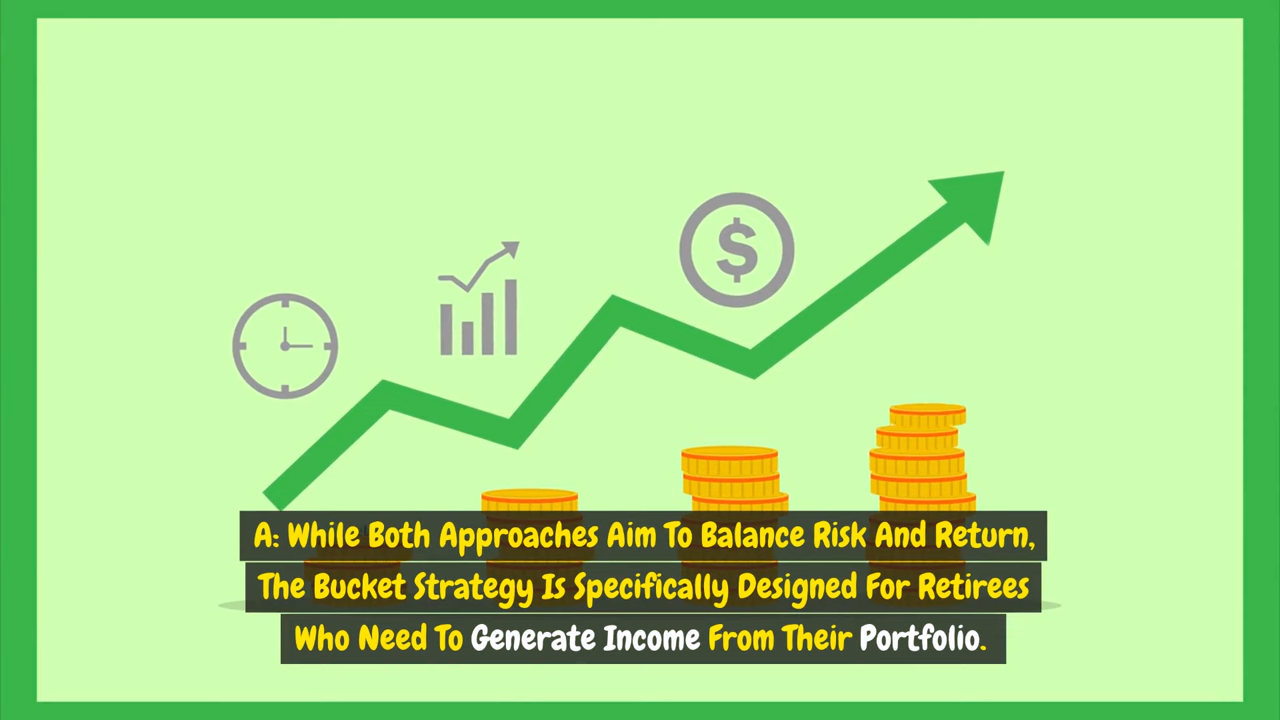 $
A: While Both Approaches Aim To Balance Risk And Return,
The Bucket Strategy Is Specifically Designed For Retirees
Who Need To Generate Income From Their Portfolio.